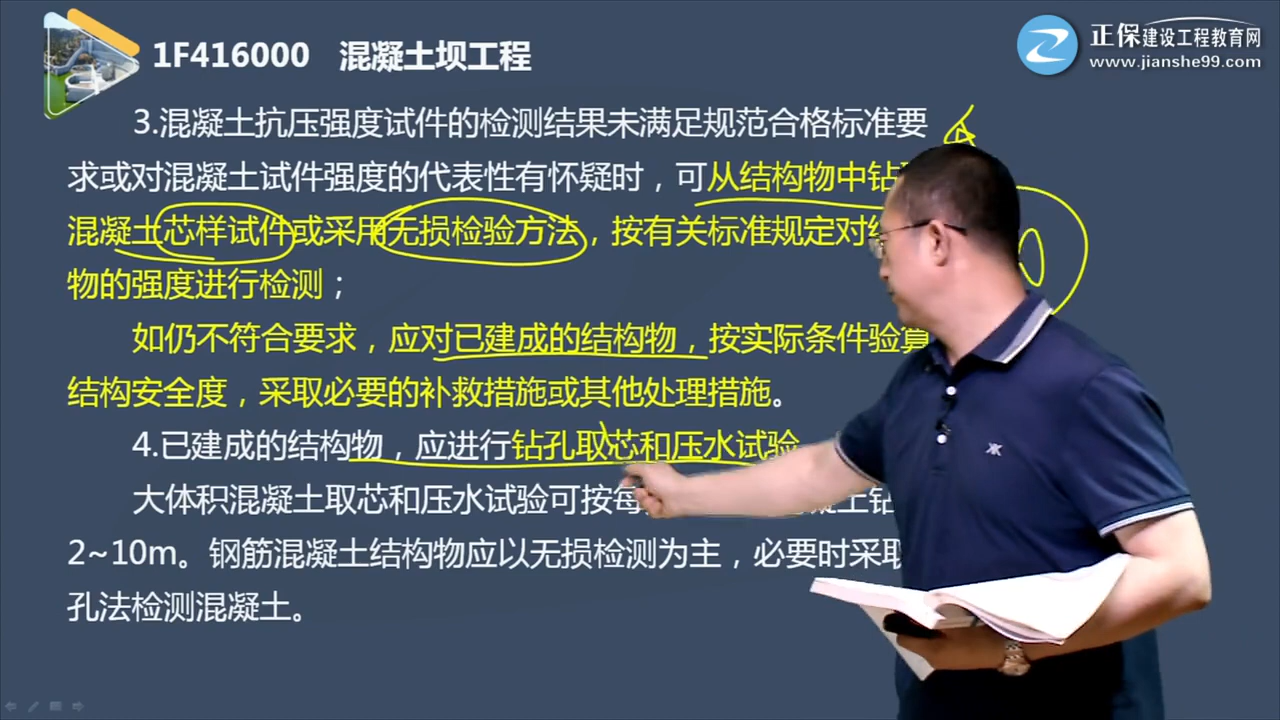 1F416000 混凝土坝工程
正保建设工程教育网
www.jianshe99.com
3.混凝土抗压强度试件的检测结果未满足规范合格标准要
求或对混凝土试件强度的代表性有怀疑时，可从结构物中钻
混凝土芯样试件或采用无损检验方法，按有关标准规定对
物的强度进行检测；
如仍不符合要求，应对已建成的结构物，按实际条件验算
结构安全度，采取必要的补救措施或其他处理措施。
4.已建成的结构物，应进行钻孔取芯和压水试验
大体积混凝土取芯和压水试验可按每 凝土钻
2~10m。钢筋混凝土结构物应以无损检测为主，必要时采取
孔法检测混凝土。